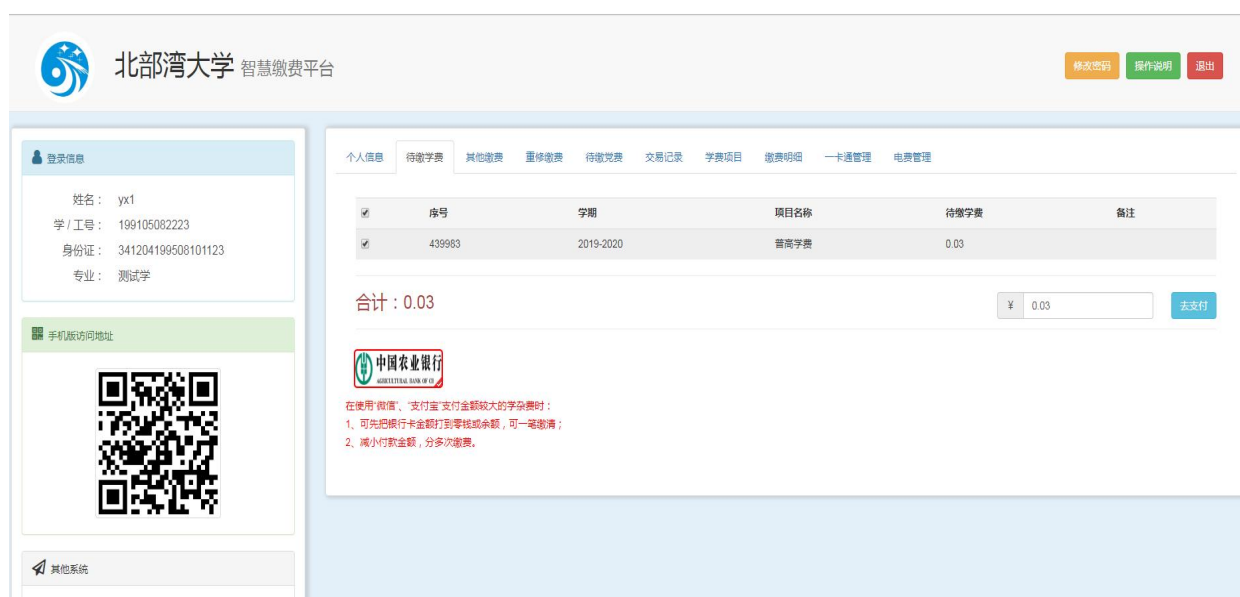 北部湾大学 智慧缴费平台
修改密码 操作说明 退出
登录信息
姓名： yx1
学/工号： 199105082223
身份证： 341204199508101123
专业： 测试学
手机版访问地址
其他系统
个人信息 待缴学费 其他缴费 重修缴费 待缴党费 交易记录 学费项目 缴费明细 一卡通管理 电费管理
序号 学期 项目名称 待缴学费 备注
439983 2019-2020 普高学费 0.03
合计：0.03
¥ 0.03 去支付
中国农业银行
AGRICULTURAL BANK OF
在使用“微信”、“支付宝”支付金额较大的学杂费时：
1、可先把银行卡金额打到零钱或余额，可一笔缴清；
2、减小付款金额，分多次缴费。